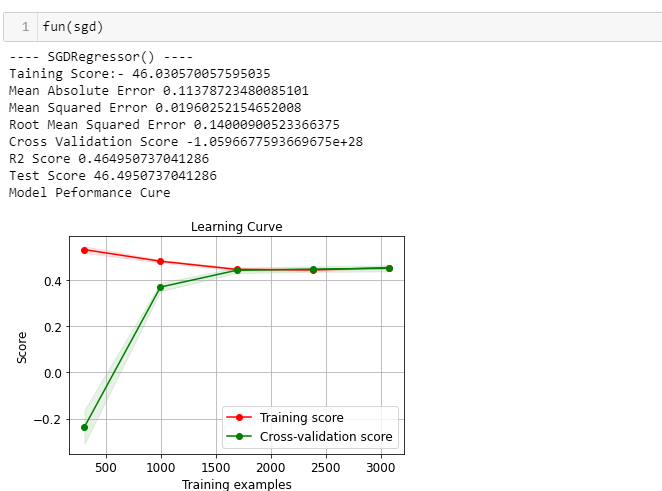 1 fun(sgd)
---- SGDRegressor() ----
Taining Score:- 46.030570057595035
Mean Absolute Error 0.11378723480085101
Mean Squared Error 0.01960252154652008
Root Mean Squared Error 0.14000900523366375
Cross Validation Score -1.0596677593669675e+28
R2 Score 0.464950737041286
Test Score 46.4950737041286
Model Peformance Cure
Learning Curve
0.4
0.2
0.0
−0.2
Score
Training score
Cross-validation score
500 1000 1500 2000 2500 3000
Training examples